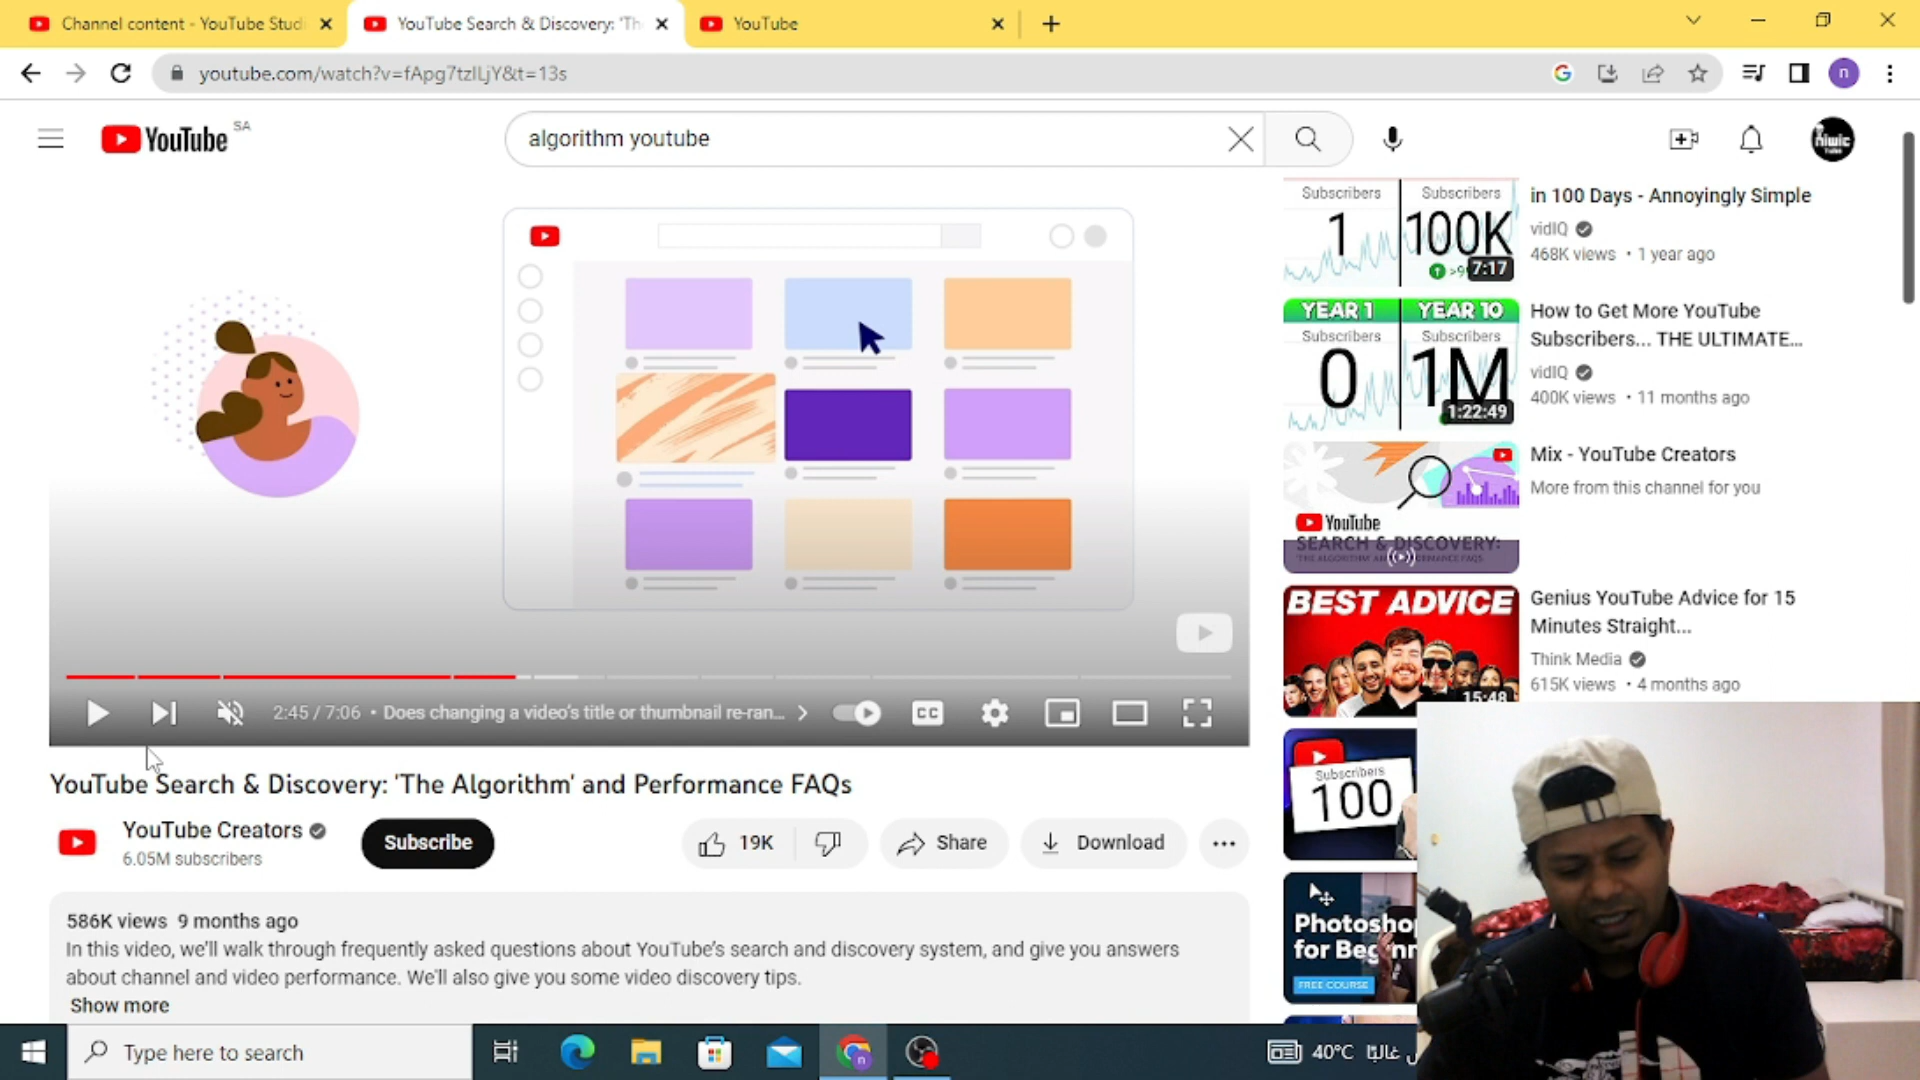 Channel content - YouTube Studi
YouTube Search & Discovery: 'Th
YouTube
youtube.com/watch?v=fApg7tzlLjY&t=13s
n
YouTube SA
algorithm youtube
niwic
Subscribers Subscribers
1 100K
7:17
in 100 Days - Annoyingly Simple
vidIQ
468K views • 1 year ago
YEAR 1 YEAR 10
Subscribers Subscribers
0 1M
1:22:49
How to Get More YouTube
Subscribers... THE ULTIMATE...
vidIQ
400K views • 11 months ago
YouTube
SEARCH & DISCOVERY:
'THE ALGORITHM' AND PERFORMANCE FAQS
Mix - YouTube Creators
More from this channel for you
BEST ADVICE
15:48
Genius YouTube Advice for 15
Minutes Straight...
Think Media
615K views • 4 months ago
Subscribers
100
Photosho
for Beginn
FREE COURSE
2:45 / 7:06 • Does changing a video's title or thumbnail re-ran...
CC
YouTube Search & Discovery: 'The Algorithm' and Performance FAQs
YouTube Creators
6.05M subscribers
Subscribe
19K
Share
Download
586K views 9 months ago
In this video, we'll walk through frequently asked questions about YouTube's search and discovery system, and give you answers
about channel and video performance. We'll also give you some video discovery tips.
Show more
Type here to search
40°C غالبًا